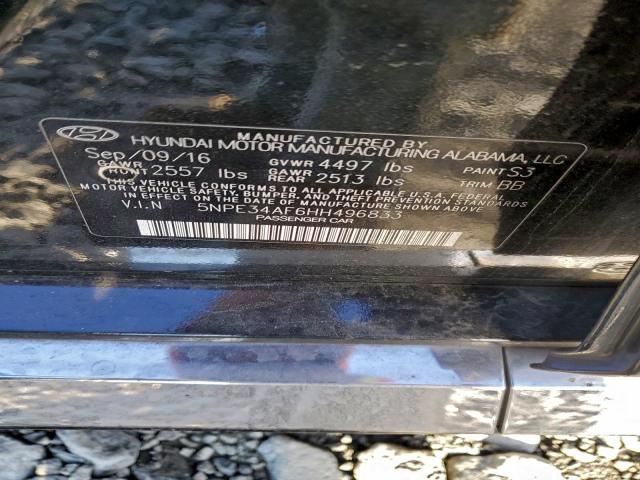 MANUFACTURED BY
HYUNDAI MOTOR MANUFACTURING ALABAMA, LLC
Sep/09/16 GVWR 4497 lbs PAINT S3
GAWR FRONT 2557 lbs GAWR REAR 2513 lbs TRIM BB
THIS VEHICLE CONFORMS TO ALL APPLICABLE U.S.A. FEDERAL
MOTOR VEHICLE SAFETY, BUMPER, AND THEFT PREVENTION STANDARDS
IN EFFECT ON THE DATE OF MANUFACTURE SHOWN ABOVE.
V.I.N 5NPE34AF6HH496833
PASSENGER CAR